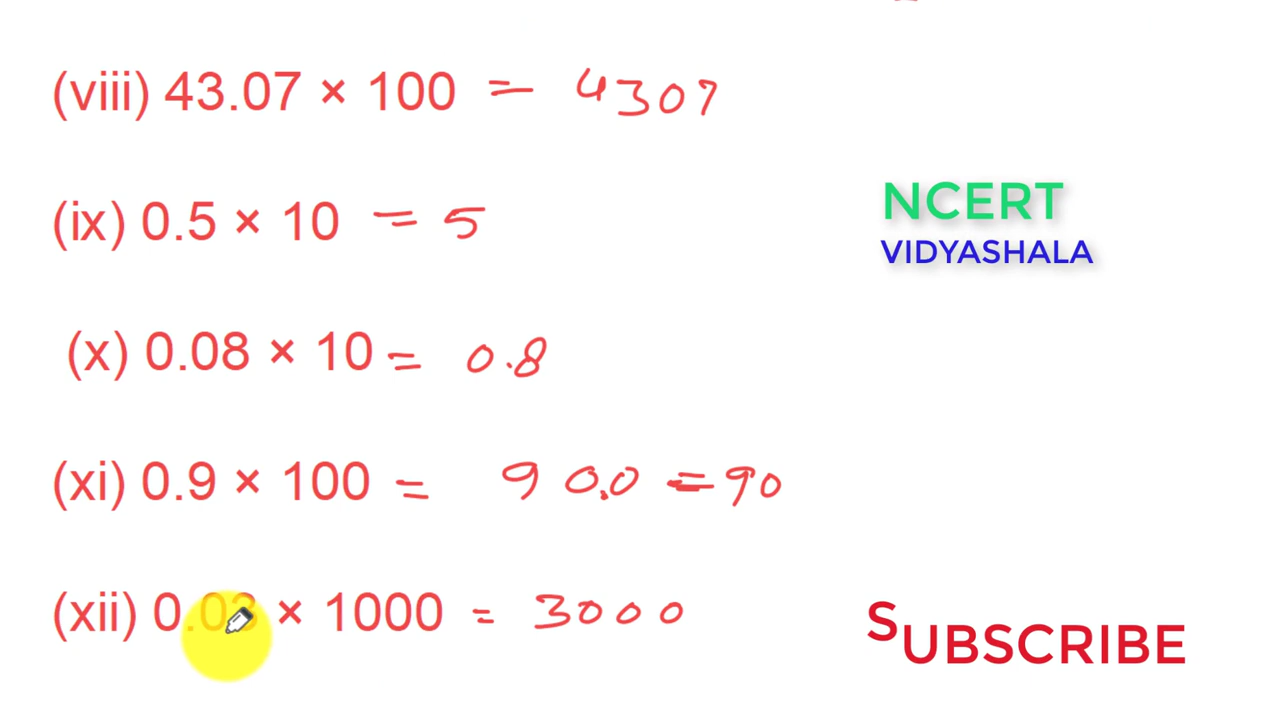 (viii) 43.07 × 100 = 4307
NCERT
VIDYASHALA
(ix) 0.5 × 10 = 5
(x) 0.08 × 10 = 0.8
(xi) 0.9 × 100 = 90.0 = 90
(xii) 0.03 × 1000 = 3000
SUBSCRIBE